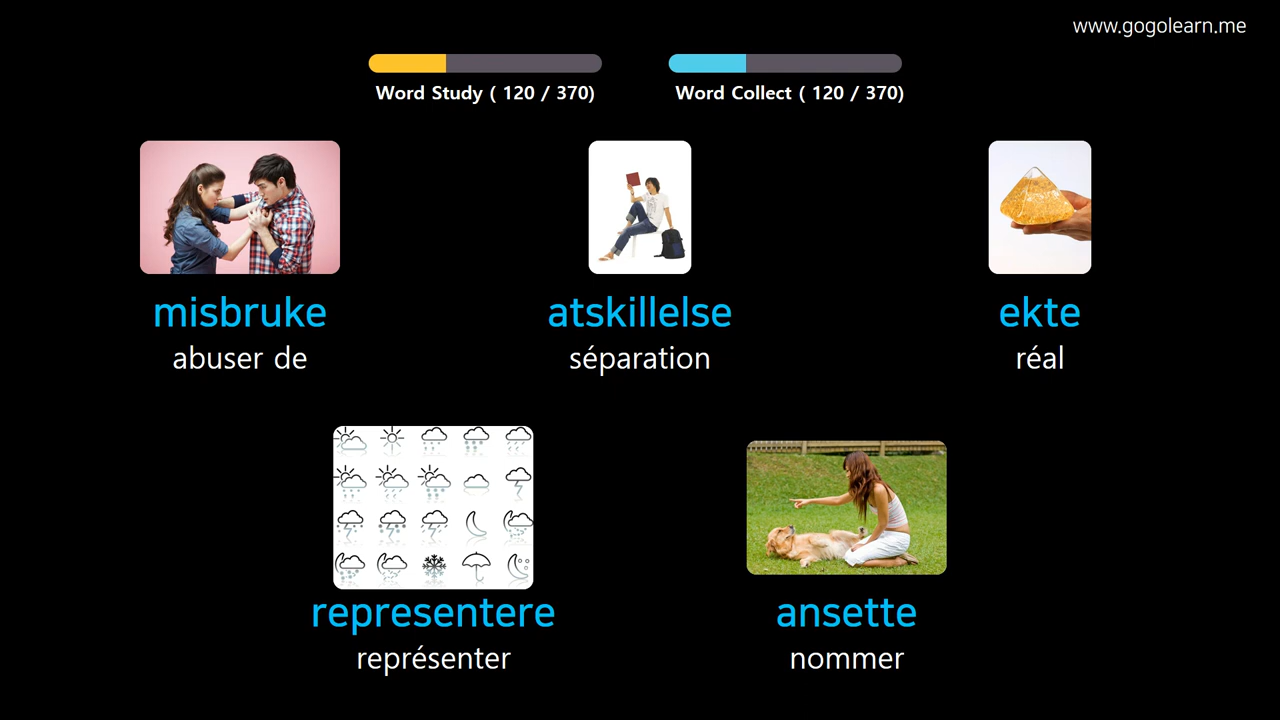 www.gogolearn.me
Word Study ( 120 / 370)
Word Collect ( 120 / 370)
misbruke
abuser de
atskillelse
séparation
ekte
réal
representere
représenter
ansette
nommer